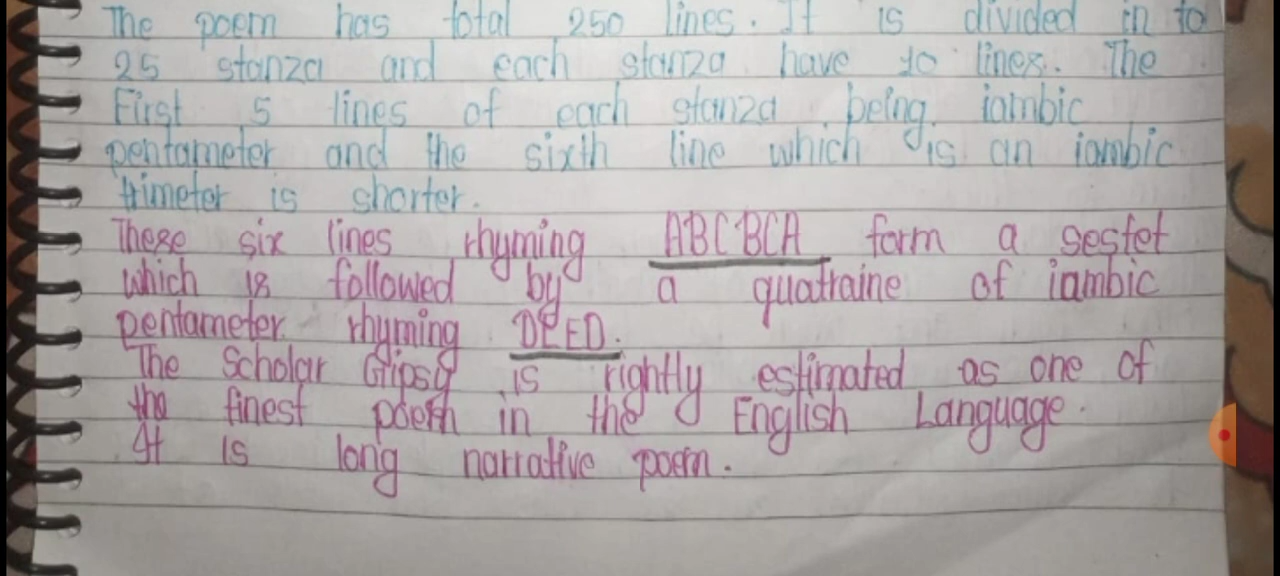 The poem has total 250 lines. It is divided in to
25 stanza and each stanza have 10 lines. The
First 5 lines of each stanza being iambic
pentameter and the sixth line which is an iambic
trimeter is shorter.
These six lines rhyming ABCBCA form a sestet
which is followed by a quatraine of iambic
pentameter rhyming DEED.
The Scholar Gipsy is rightly estimated as one of
the finest poem in the English Language.
It is long narrative poem.